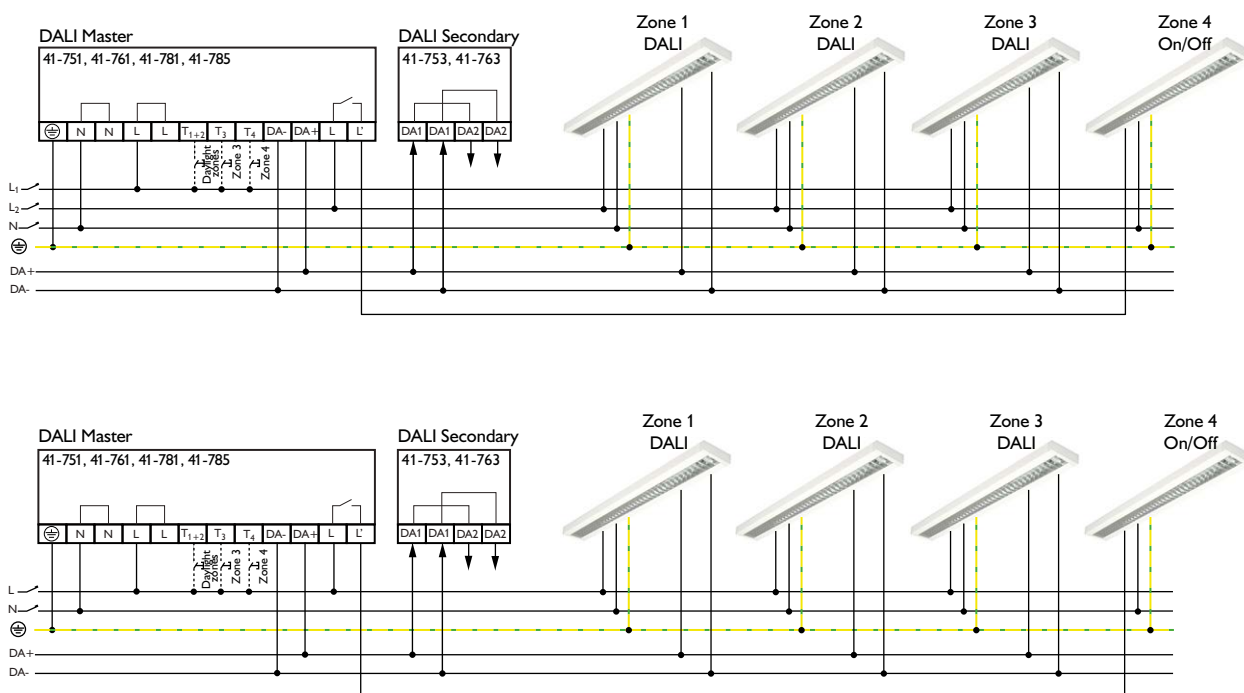 Zone 1
DALI
Zone 2
DALI
Zone 3
DALI
Zone 4
On/Off
DALI Master
41-751, 41-761, 41-781, 41-785
DALI Secondary
41-753, 41-763
N N L L T1+2 T3 T4 DA- DA+ L L'
DA1 DA1 DA2 DA2
Daylight
zones
Zone 3
Zone 4
L1
L2
N
DA+
DA-
Zone 1
DALI
Zone 2
DALI
Zone 3
DALI
Zone 4
On/Off
DALI Master
41-751, 41-761, 41-781, 41-785
DALI Secondary
41-753, 41-763
N N L L T1+2 T3 T4 DA- DA+ L L'
DA1 DA1 DA2 DA2
Daylight
zones
Zone 3
Zone 4
L
N
DA+
DA-